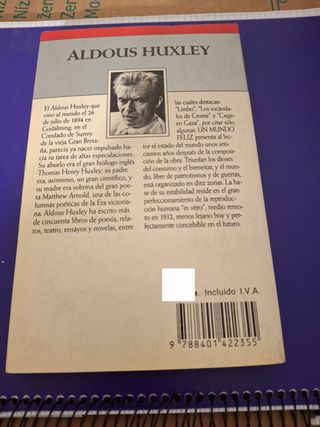 ALDOUS HUXLEY
El Aldous Huxley que
vino al mundo el 26
de julio de 1894 en
Godalming, en el
Condado de Surrey
de la vieja Gran Breta-
ña, parecía ya nacer impulsado hacia
su tarea de altas especulaciones.
Su abuelo era el gran biólogo inglés
Thomas Henry Huxley; su padre
era, asimismo, un gran científico, y
su madre era sobrina del gran poe-
ta Matthew Arnold, una de las co-
lumnas poéticas de la Era victoria-
na. Aldous Huxley ha escrito más
de cincuenta libros de poesía, rela-
tos, teatro, ensayos y novelas, entre
las cuales destacan
"Limbo", "Los escánda-
los de Crome" y "Ciego
en Gaza", por citar sólo
algunas. UN MUNDO
FELIZ presenta al lec-
tor el estado del mundo unos seis-
cientos años después de la composi-
ción de la obra. Triunfan los dioses
del consumo y el bienestar, y el mun-
do, libre de patriotismos y de guerras,
está organizado en diez zonas. La ba-
se de su estabilidad reside en el gran
perfeccionamiento de la reproduc-
ción humana "in vitro", medio remo-
to en 1932, menos lejano hoy y per-
fectamente concebible en el futuro.
a. Incluido I.V.A.
9 788401 422355